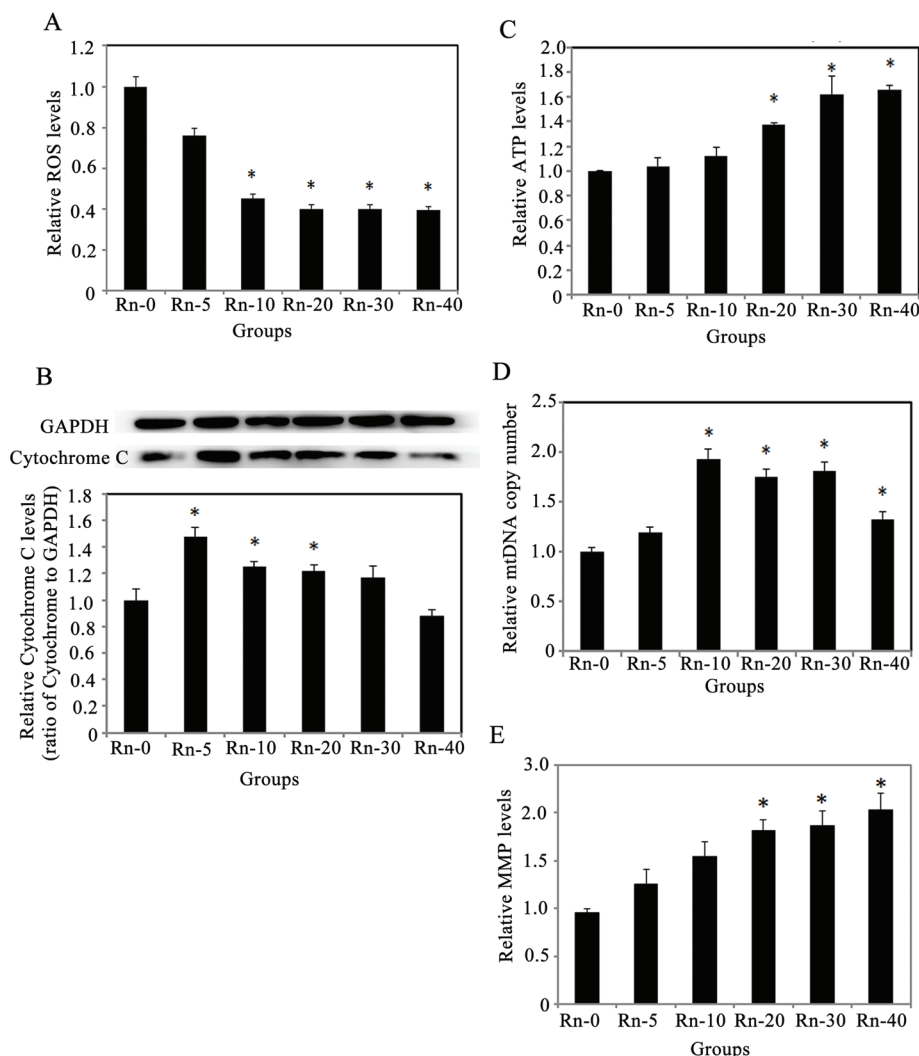 A
Relative ROS levels
1.2
1.0
0.8
0.6
0.4
0.2
0
*
*
*
*
Rn-0 Rn-5 Rn-10 Rn-20 Rn-30 Rn-40
Groups
B
GAPDH
Cytochrome C
Relative Cytochrome C levels
(ratio of Cytochrome to GAPDH)
1.8
1.6
1.4
1.2
1.0
0.8
0.6
0.4
0.2
0
*
*
*
Rn-0 Rn-5 Rn-10 Rn-20 Rn-30 Rn-40
Groups
C
Relative ATP levels
2.0
1.8
1.6
1.4
1.2
1.0
0.8
0.6
0.4
0.2
0
*
*
*
Rn-0 Rn-5 Rn-10 Rn-20 Rn-30 Rn-40
Groups
D
Relative mtDNA copy number
2.5
2.0
1.5
1.0
0.5
0
*
*
*
*
Rn-0 Rn-5 Rn-10 Rn-20 Rn-30 Rn-40
Groups
E
Relative MMP levels
3.0
2.0
1.5
1.0
0.5
0
*
*
*
Rn-0 Rn-5 Rn-10 Rn-20 Rn-30 Rn-40
Groups